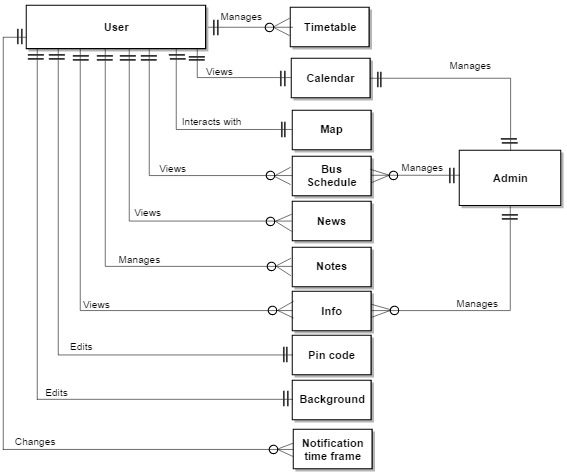 User
Manages
Timetable
Views
Calendar
Manages
Interacts with
Map
Views
Bus
Schedule
Manages
Admin
Views
News
Manages
Notes
Views
Info
Manages
Edits
Pin code
Edits
Background
Changes
Notification
time frame